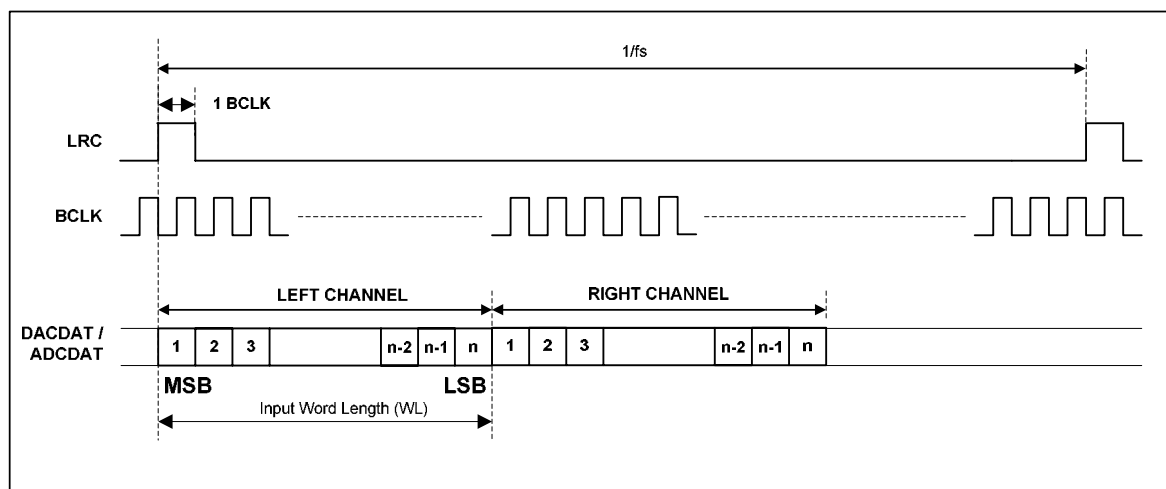 1/fs
1 BCLK
LRC
BCLK
LEFT CHANNEL RIGHT CHANNEL
DACDAT /
ADCDAT
1 2 3 n-2 n-1 n 1 2 3 n-2 n-1 n
MSB LSB
Input Word Length (WL)